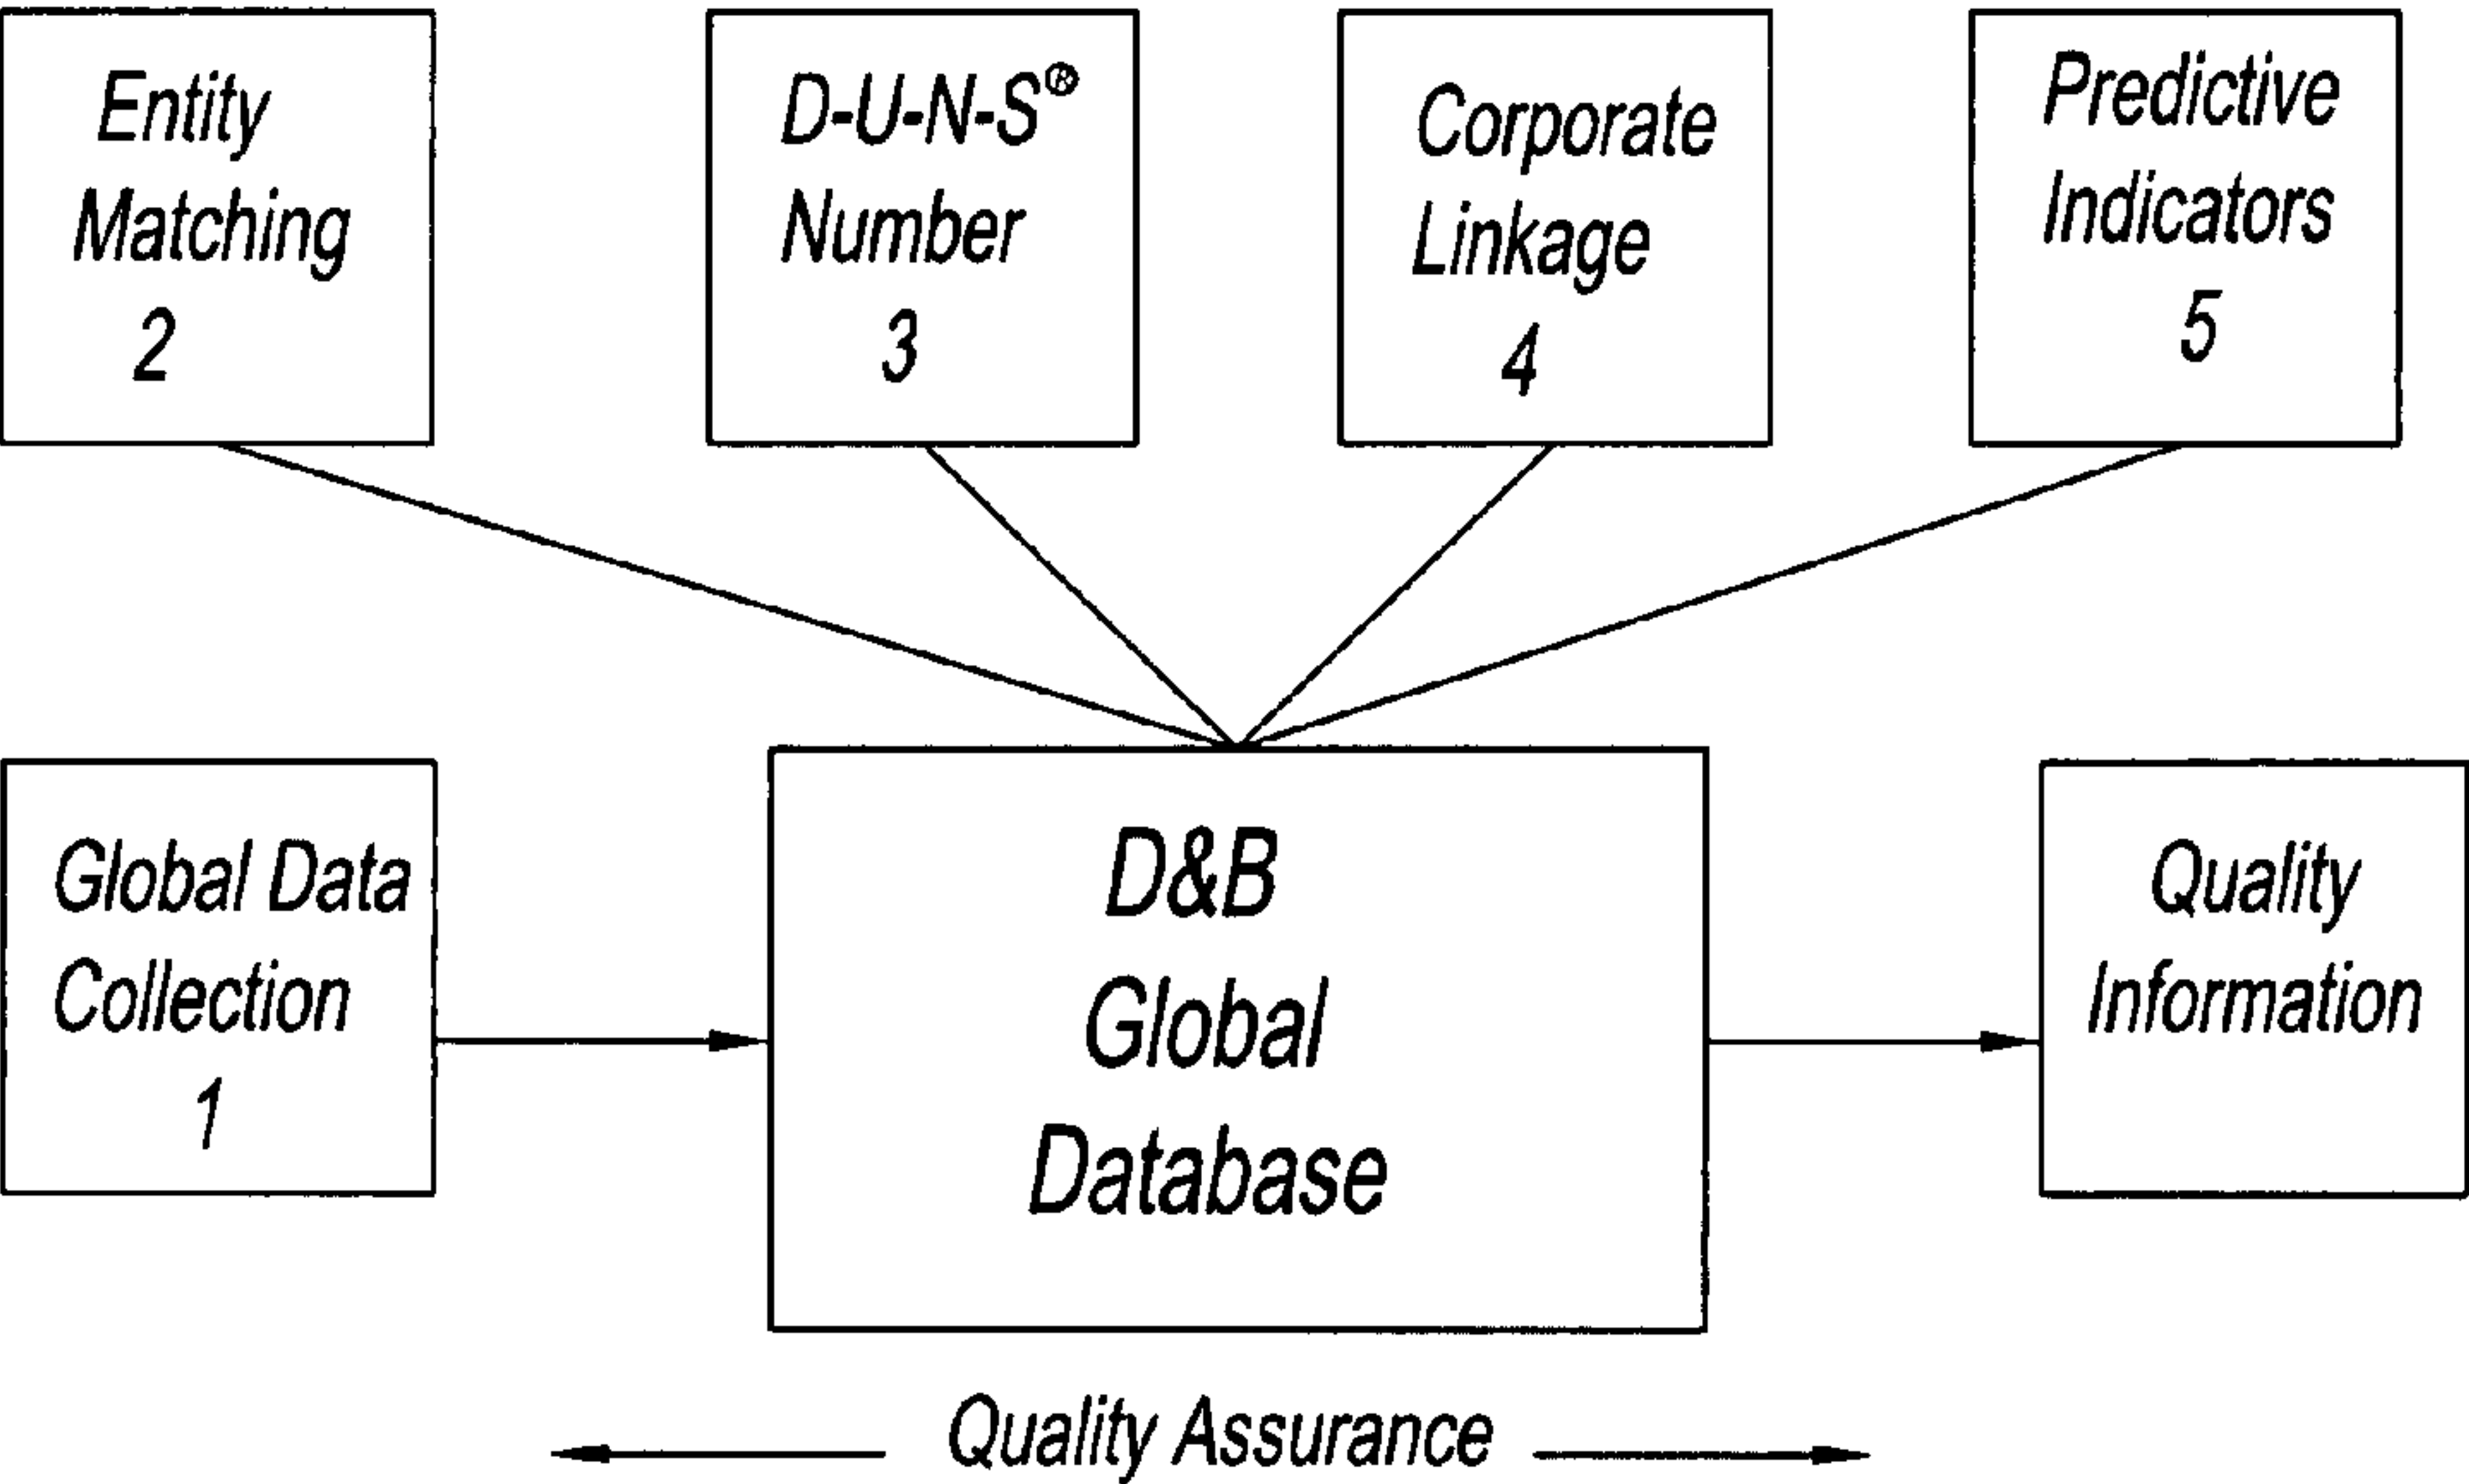 Entity
Matching
2
D-U-N-S®
Number
3
Corporate
Linkage
4
Predictive
Indicators
5
Global Data
Collection
1
D&B
Global
Database
Quality
Information
Quality Assurance